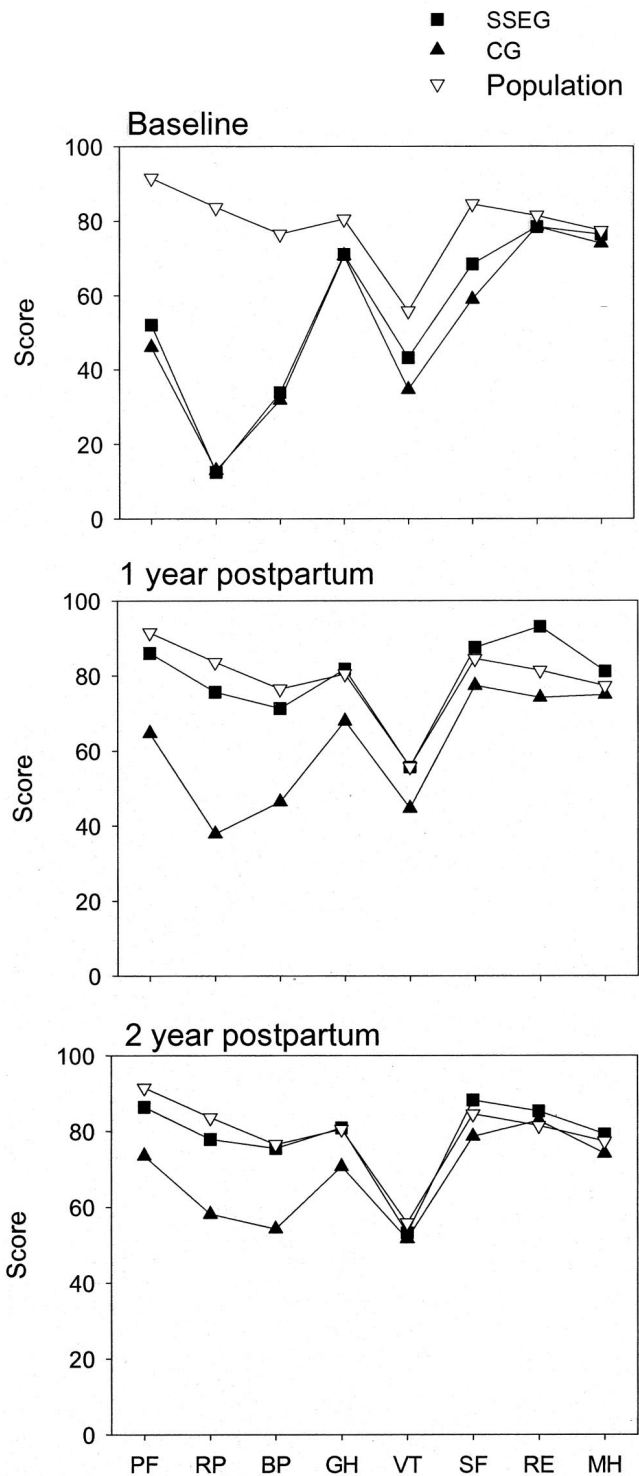 SSEG
CG
Population
Baseline
100
80
60
40
20
0
Score
1 year postpartum
100
80
60
40
20
0
Score
2 year postpartum
100
80
60
40
20
0
Score
PF RP BP GH VT SF RE MH